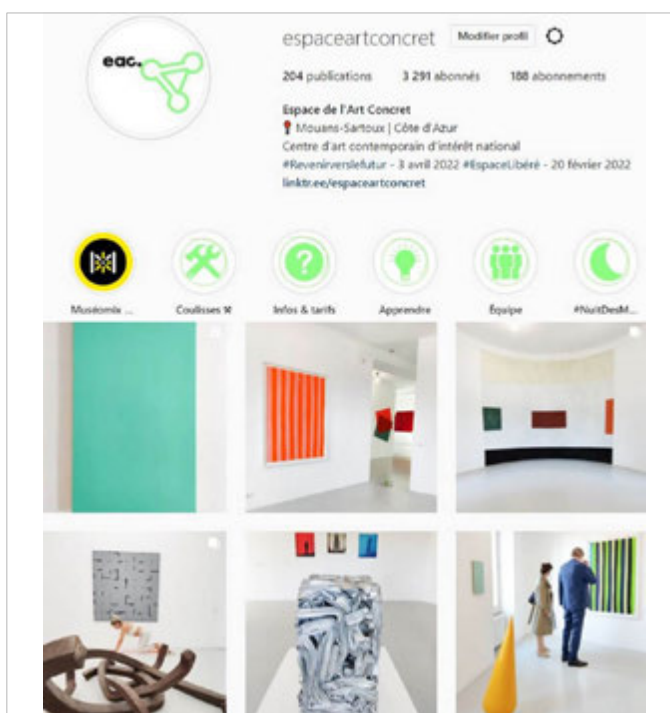 eac.
espaceartconcret Modifier profil
204 publications 3 291 abonnés 188 abonnements
Espace de l'Art Concret
Mouans-Sartoux | Côte d'Azur
Centre d'art contemporain d'intérêt national
#Revenirverslefutur - 3 avril 2022 #EspaceLibéré - 20 février 2022
linktr.ee/espaceartconcret
Muséomix ... Coulisses ⚒ Infos & tarifs Apprendre Équipe #NuitDesM...